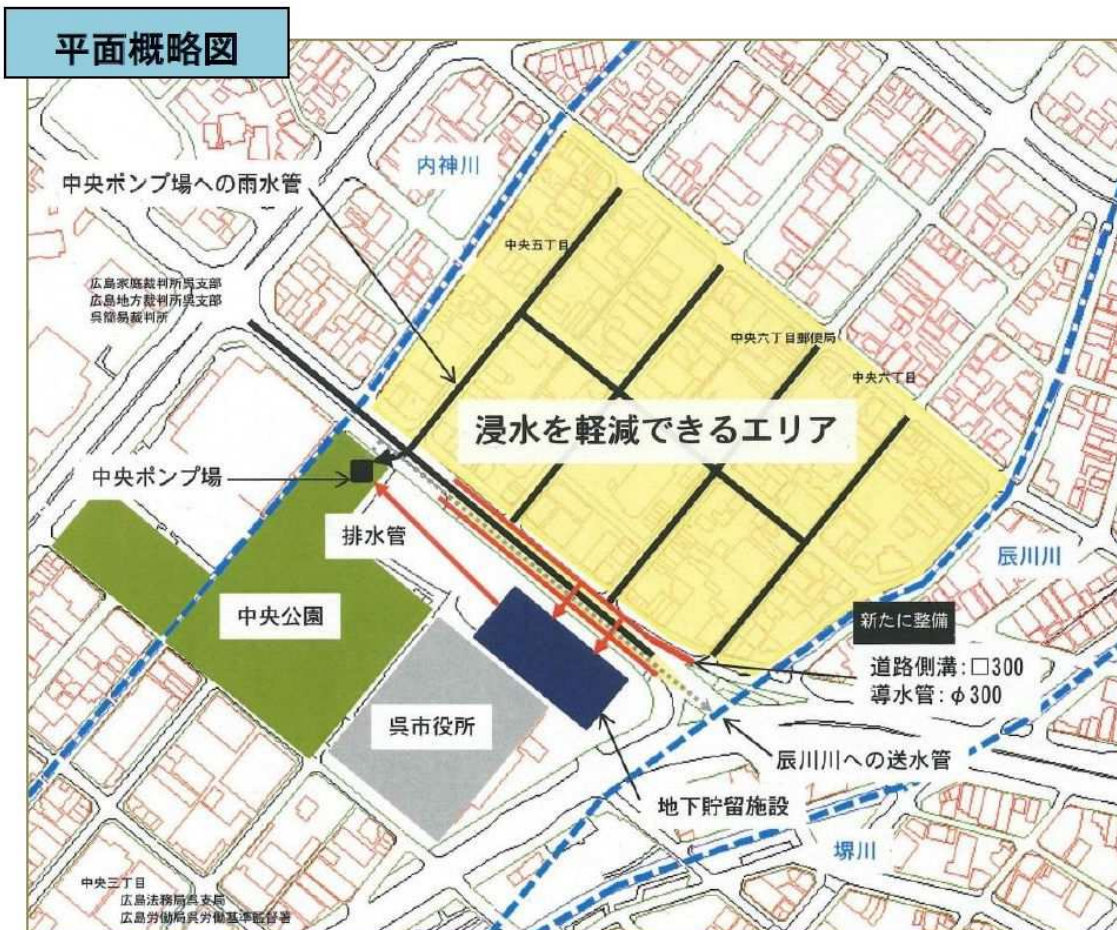 平面概略図
内神川
中央ポンプ場への雨水管
中央五丁目
広島家庭裁判所呉支部
広島地方裁判所呉支部
呉簡易裁判所
中央六丁目郵便局
中央六丁目
浸水を軽減できるエリア
中央ポンプ場
排水管
辰川川
中央公園
新たに整備
道路側溝:□300
導水管:φ300
呉市役所
辰川川への送水管
地下貯留施設
堺川
中央三丁目
広島法務局呉支局
広島労働局呉労働基準監督署